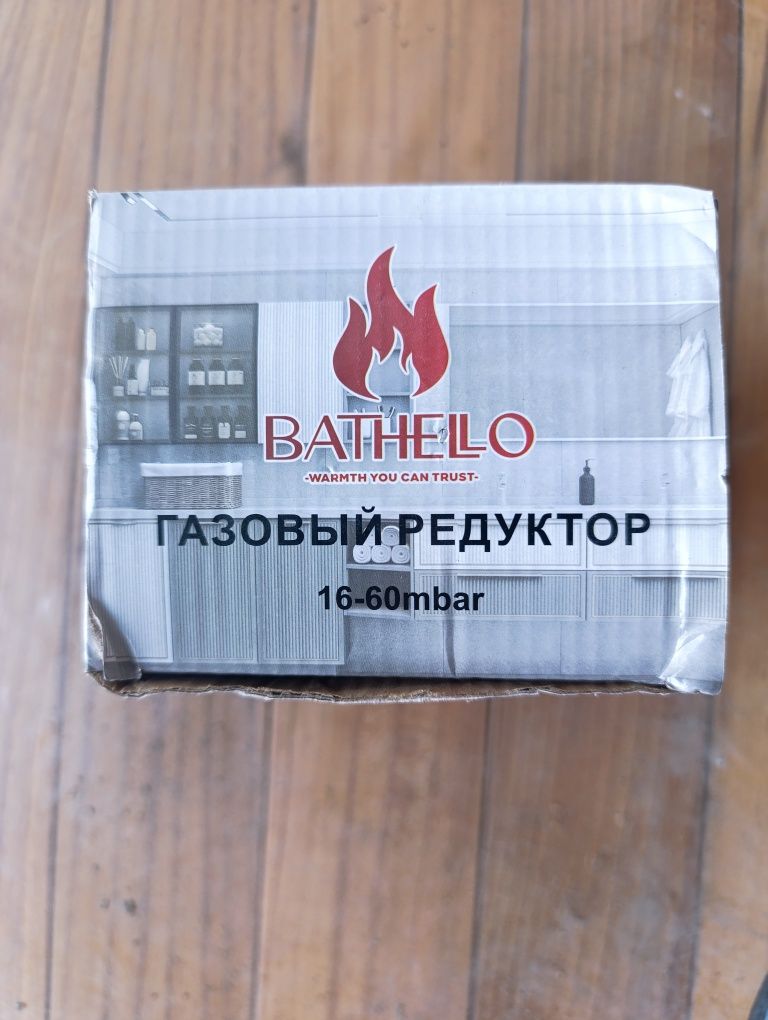 BATHELLO
-WARMTH YOU CAN TRUST-
ГАЗОВЫЙ РЕДУКТОР
16-60mbar